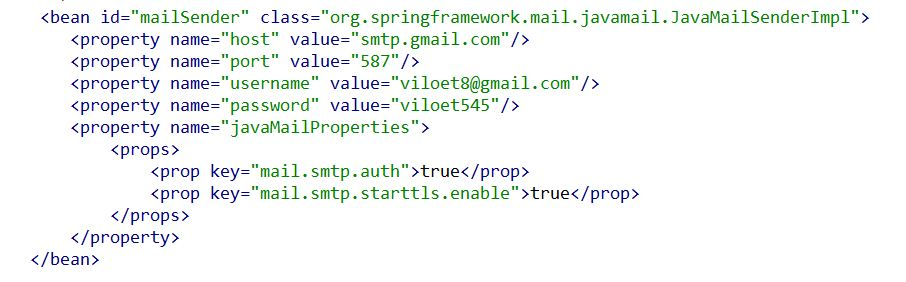 <bean id="mailSender" class="org.springframework.mail.javamail.JavaMailSenderImpl">
<property name="host" value="smtp.gmail.com"/>
<property name="port" value="587"/>
<property name="username" value="viloet8@gmail.com"/>
<property name="password" value="viloet545"/>
<property name="javaMailProperties">
<props>
<prop key="mail.smtp.auth">true</prop>
<prop key="mail.smtp.starttls.enable">true</prop>
</props>
</property>
</bean>